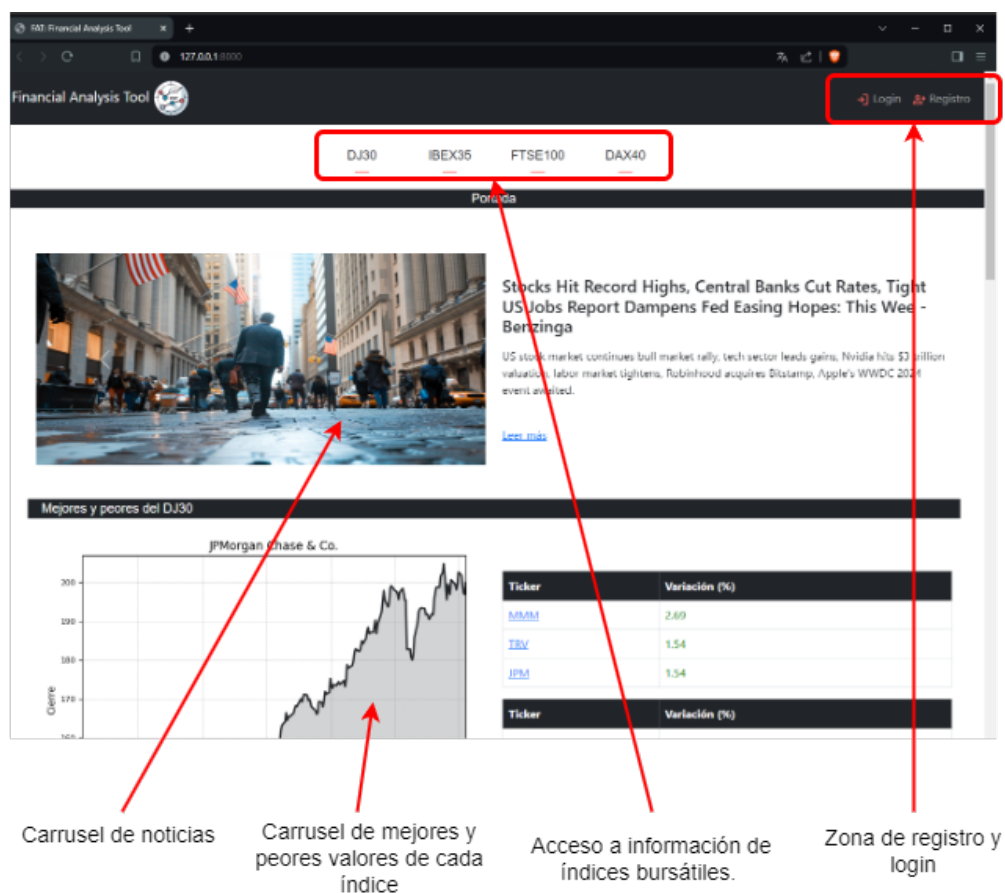 FAT: Financial Analysis Tool
127.0.0.1:8000
Financial Analysis Tool
Login Registro
DJ30 IBEX35 FTSE100 DAX40
Portada
Stocks Hit Record Highs, Central Banks Cut Rates, Tight
US Jobs Report Dampens Fed Easing Hopes: This Wee -
Benzinga
US stock market continues bull market rally, tech sector leads gains, Nvidia hits $3 trillion
valuation, labor market tightens, Robinhood acquires Bitstamp, Apple's WWDC 2024
event awaited.
Leer más
Mejores y peores del DJ30
JPMorgan Chase & Co.
200
190
180
170
160
Cierre
Ticker Variación (%)
MMM 2.69
TRV 1.54
JPM 1.54
Ticker Variación (%)
Carrusel de noticias
Carrusel de mejores y
peores valores de cada
índice
Acceso a información de
índices bursátiles.
Zona de registro y
login